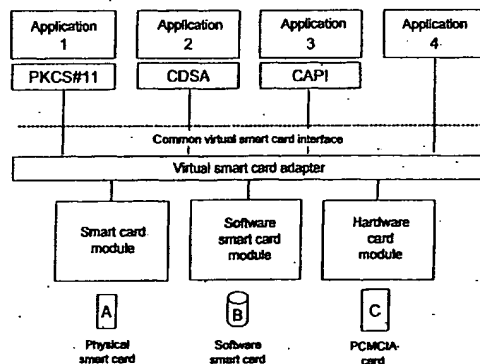 Application
1
Application
2
Application
3
Application
4
PKCS#11
CDSA
CAPI
Common virtual smart card interface
Virtual smart card adapter
Smart card
module
Software
smart card
module
Hardware
card
module
A
B
C
Physical
smart card
Software
smart card
PCMCIA-
card